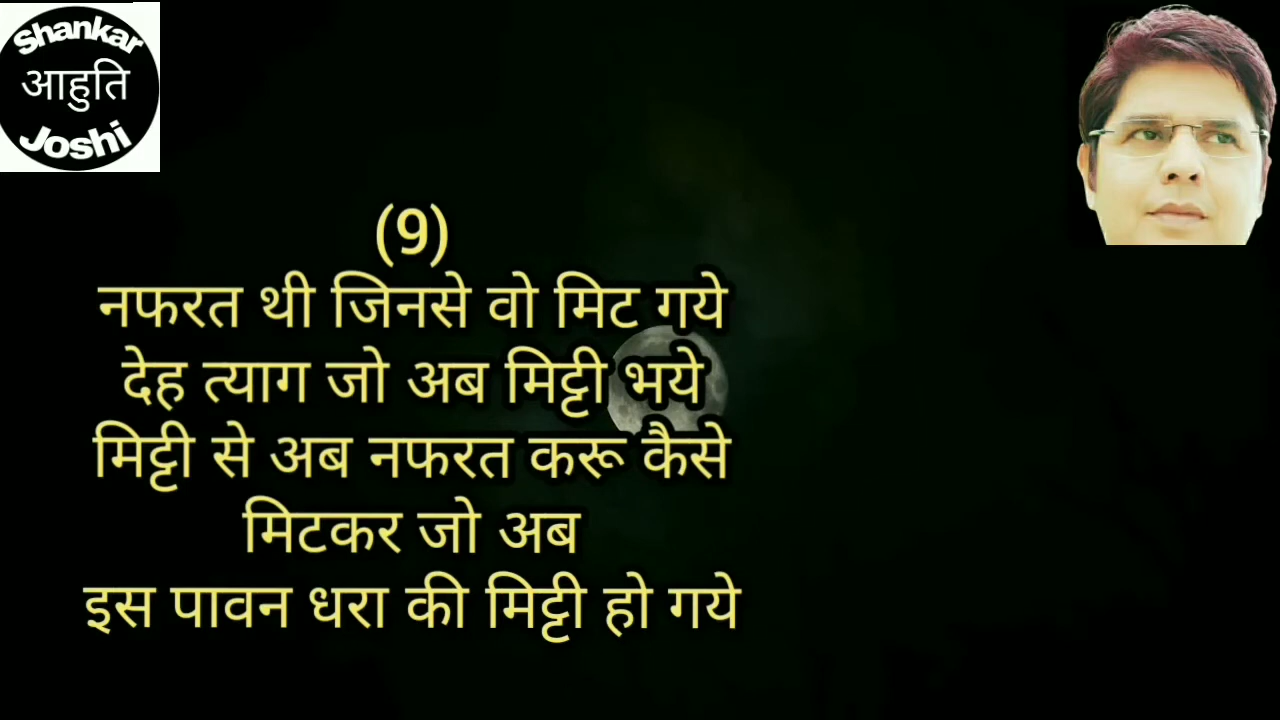 Shankar
आहुति
Joshi
(9)
नफरत थी जिनसे वो मिट गये
देह त्याग जो अब मिट्टी भये
मिट्टी से अब नफरत करू कैसे
मिटकर जो अब
इस पावन धरा की मिट्टी हो गये